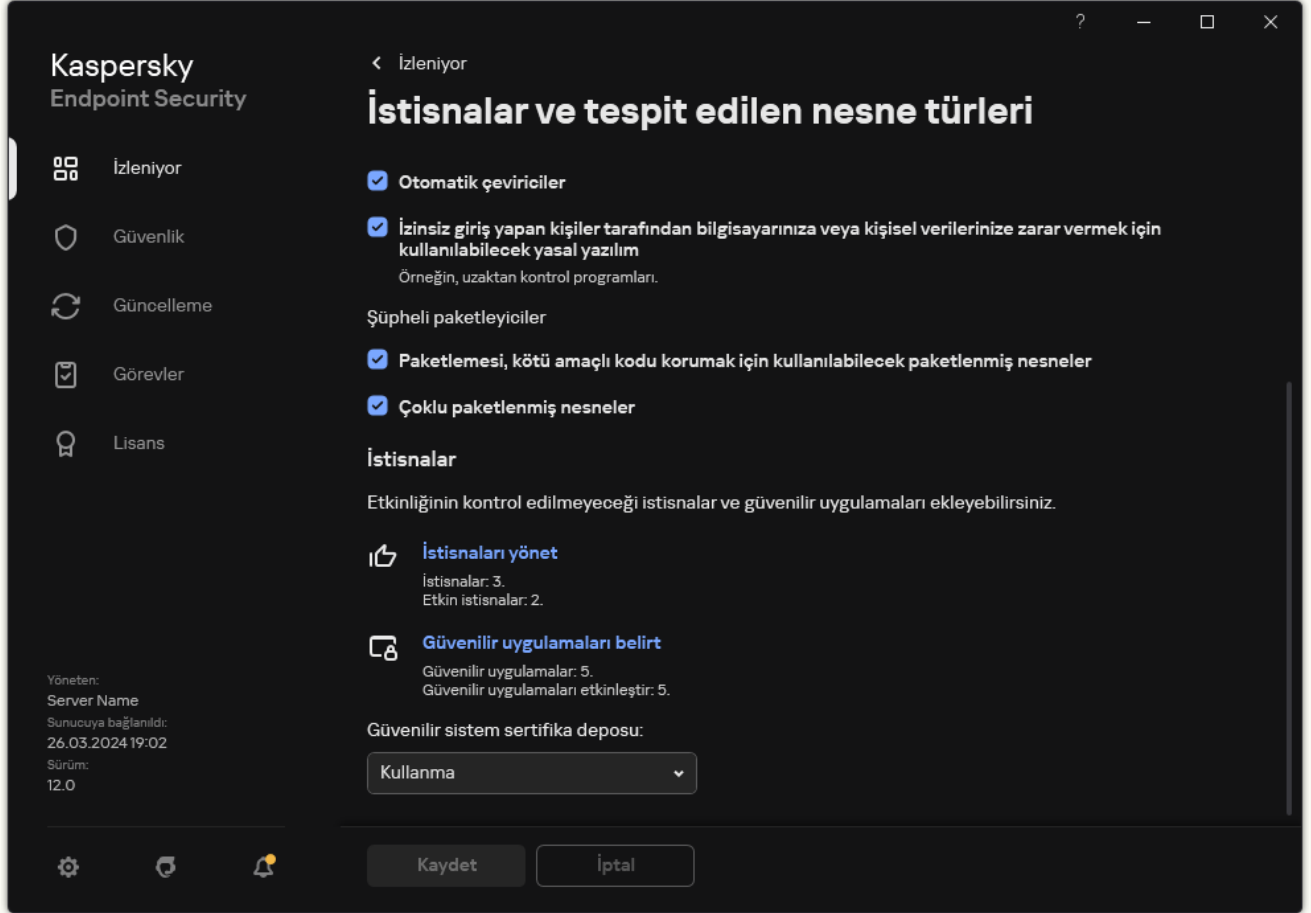 ?
Kaspersky
Endpoint Security
İzleniyor
Güvenlik
Güncelleme
Görevler
Lisans
Yöneten:
Server Name
Sunucuya bağlanıldı:
26.03.2024 19:02
Sürüm:
12.0
İzleniyor
İstisnalar ve tespit edilen nesne türleri
Otomatik çeviriciler
İzinsiz giriş yapan kişiler tarafından bilgisayarınıza veya kişisel verilerinize zarar vermek için
kullanılabilecek yasal yazılım
Örneğin, uzaktan kontrol programları.
Şüpheli paketleyiciler
Paketlemesi, kötü amaçlı kodu korumak için kullanılabilecek paketlenmiş nesneler
Çoklu paketlenmiş nesneler
İstisnalar
Etkinliğinin kontrol edilmeyeceği istisnalar ve güvenilir uygulamaları ekleyebilirsiniz.
İstisnaları yönet
İstisnalar: 3.
Etkin istisnalar: 2.
Güvenilir uygulamaları belirt
Güvenilir uygulamalar: 5.
Güvenilir uygulamaları etkinleştir: 5.
Güvenilir sistem sertifika deposu:
Kullanma
Kaydet
İptal